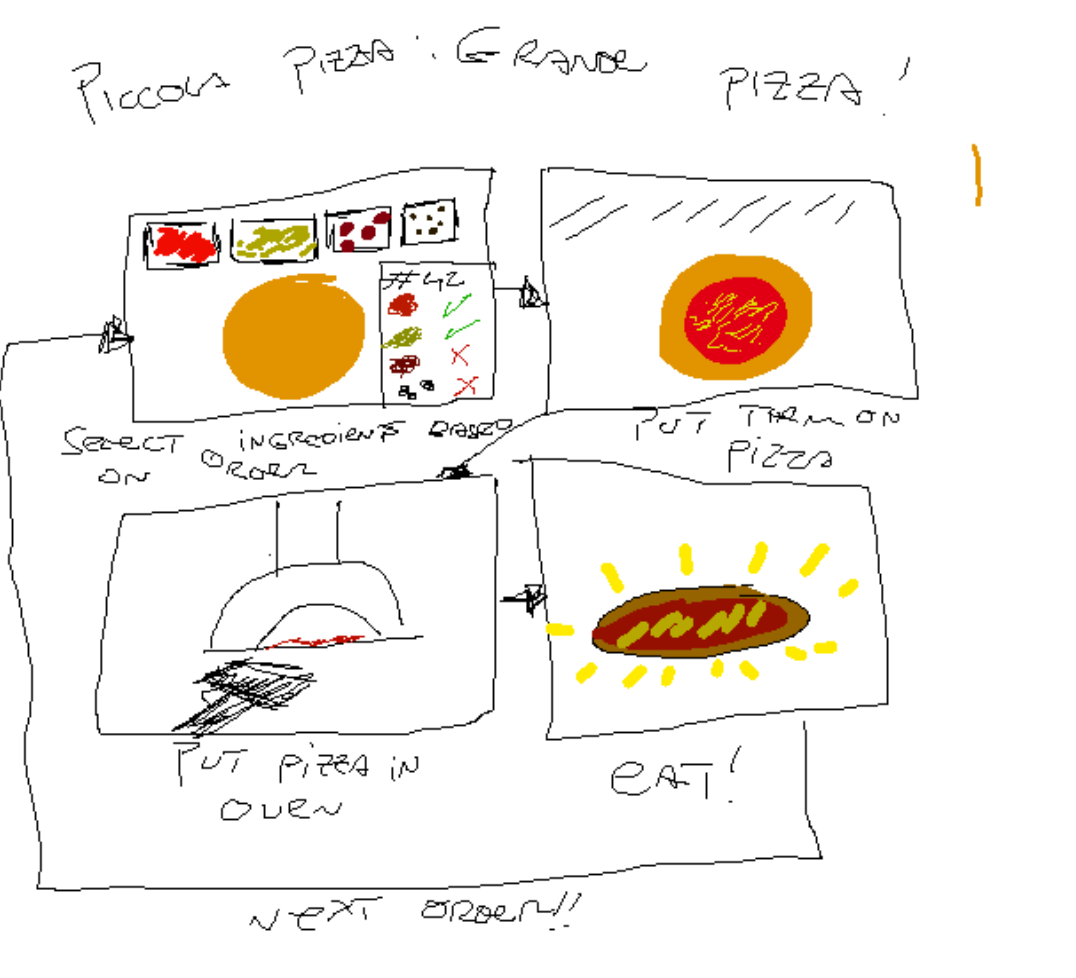 PICCOLA PIZZA: GRANDE PIZZA!
#42
SELECT INGREDIENTS BASED
ON ORDER
PUT THEM ON
PIZZA
PUT PIZZA IN
OVEN
EAT!
NEXT ORDER!!